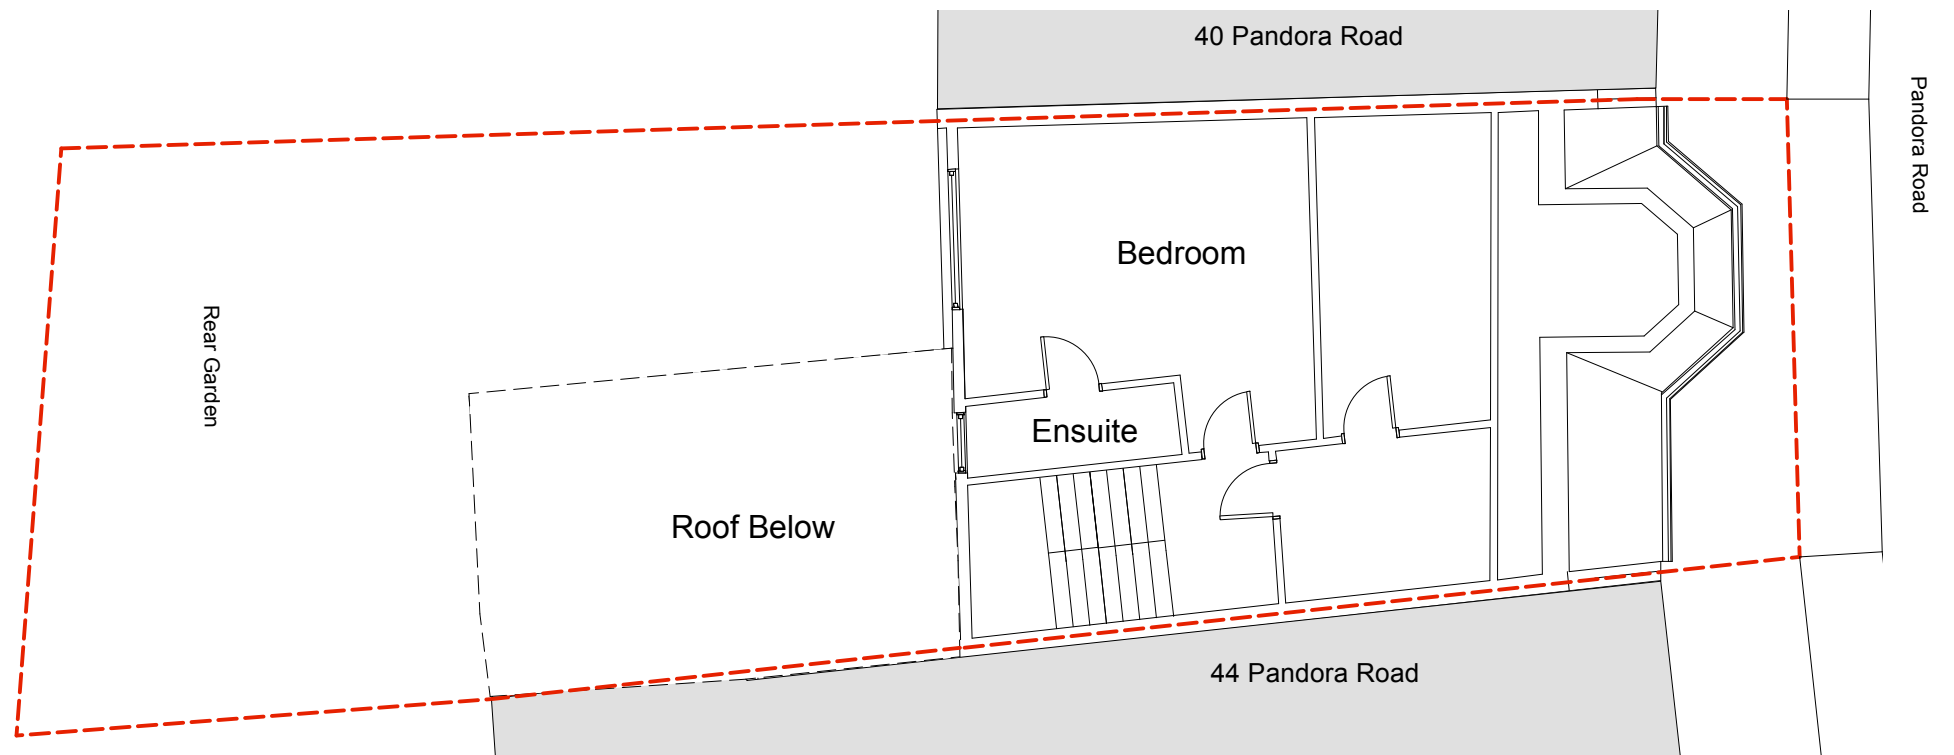 40 Pandora Road
Pandora Road
Bedroom
Rear Garden
Ensuite
Roof Below
44 Pandora Road